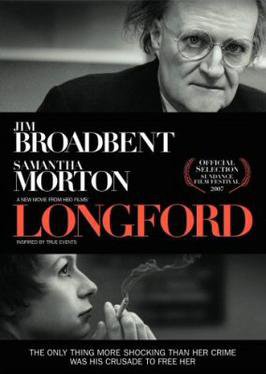 JIM
BROADBENT
SAMANTHA
MORTON
OFFICIAL
SELECTION
SUNDANCE
FILM FESTIVAL
2007
A NEW MOVIE FROM HBO FILMS
LONGFORD
INSPIRED BY TRUE EVENTS
THE ONLY THING MORE SHOCKING THAN HER CRIME
WAS HIS CRUSADE TO FREE HER